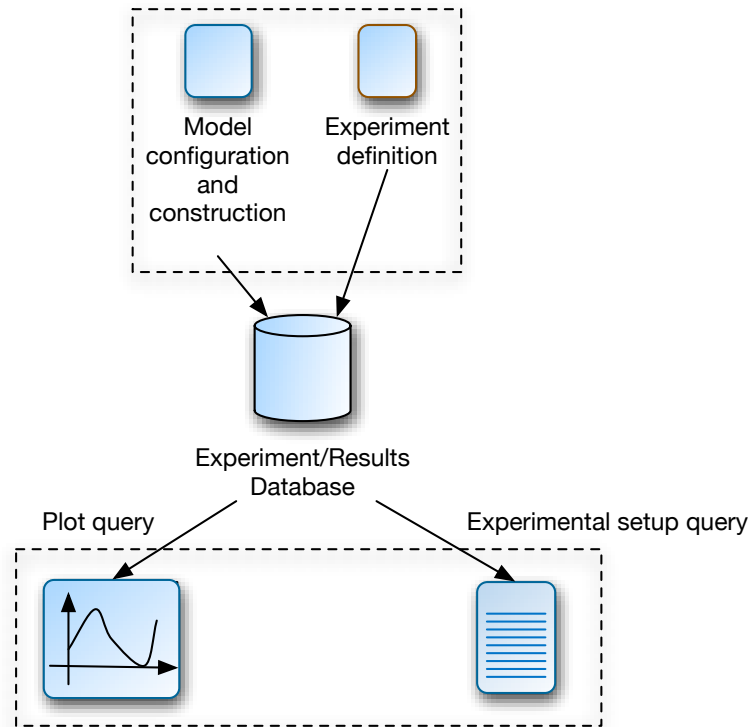 Model
configuration
and
construction
Experiment
definition
Experiment/Results
Database
Plot query
Experimental setup query